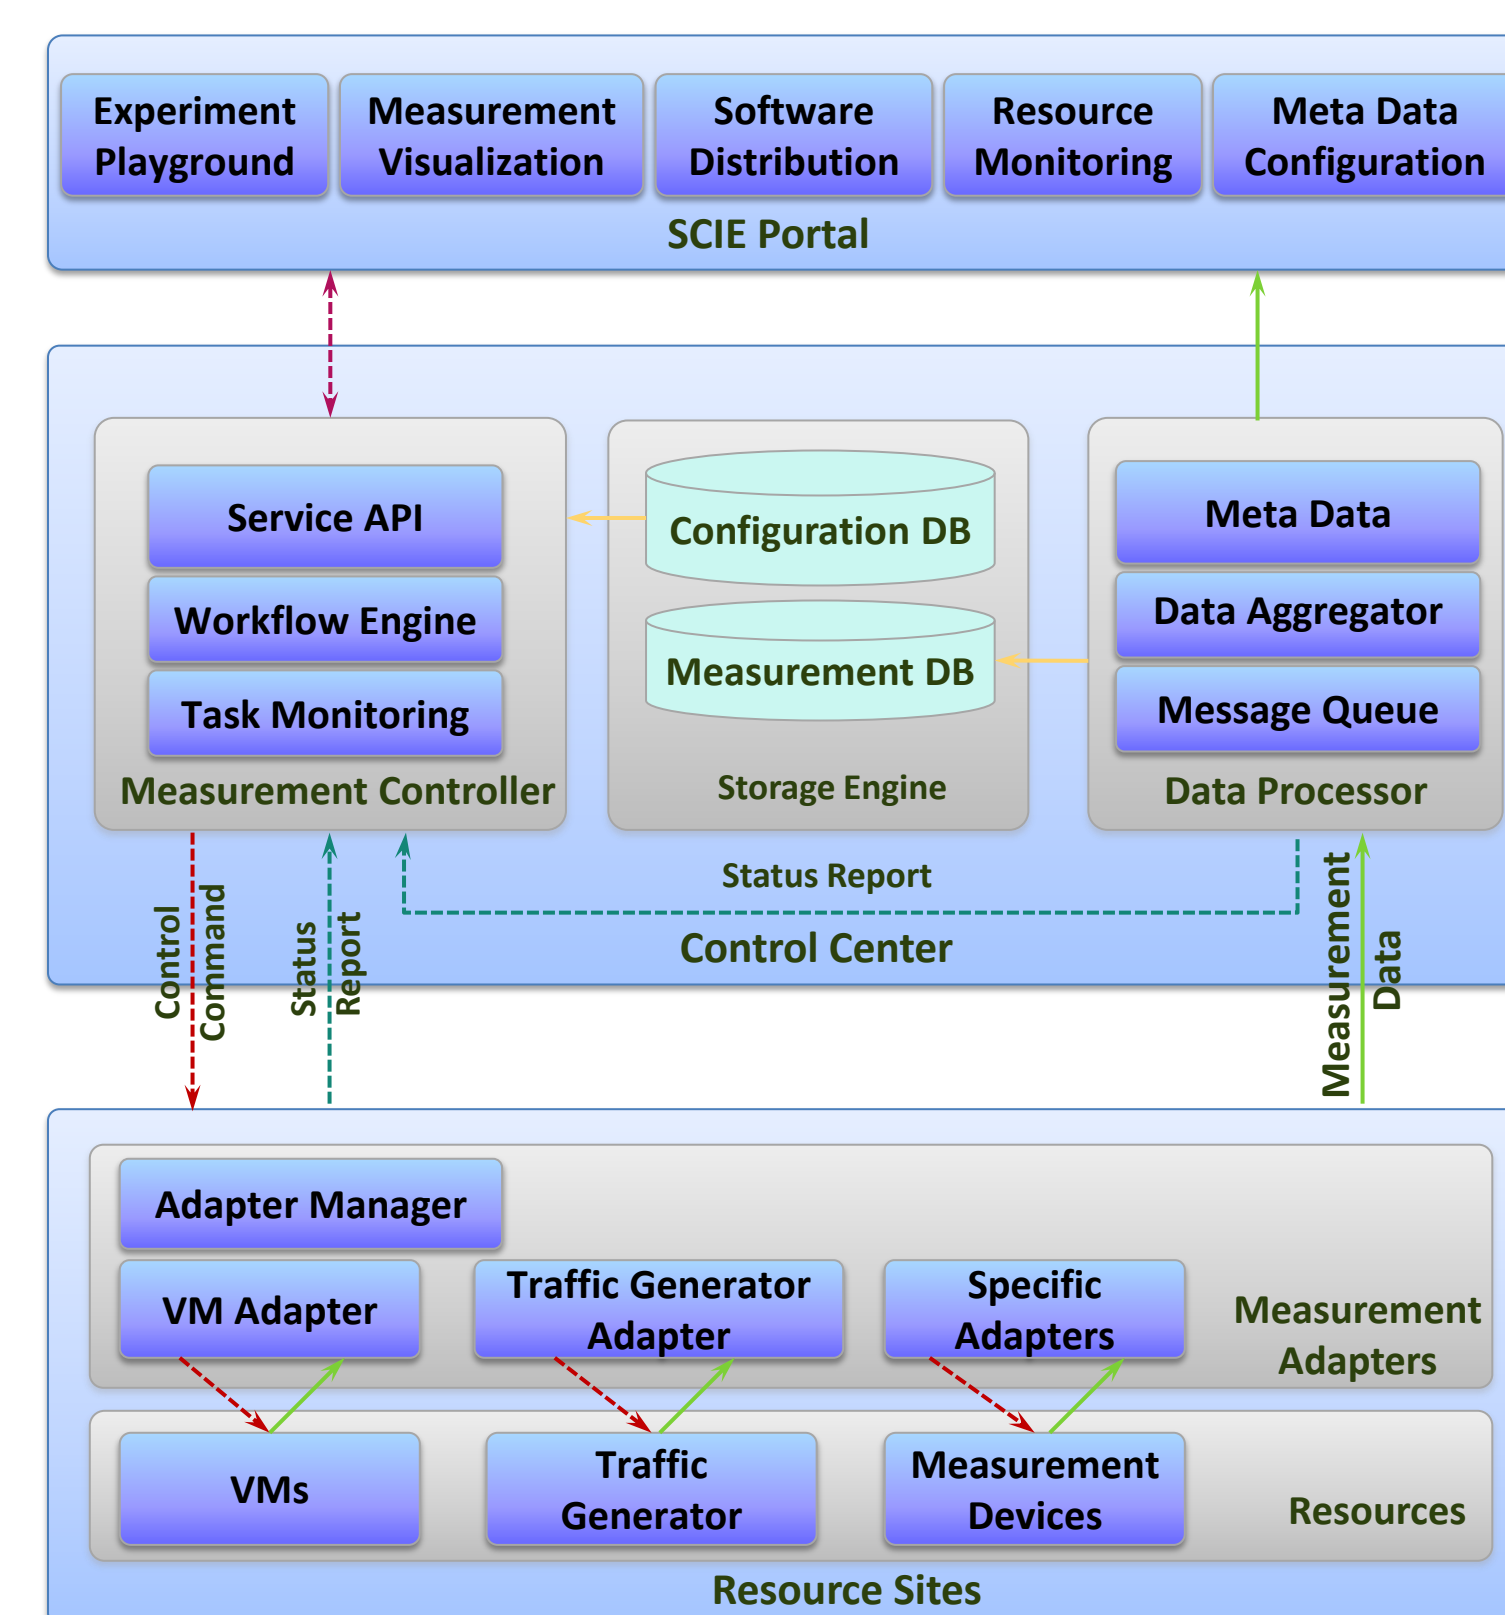 Experiment
Playground
Measurement
Visualization
Software
Distribution
Resource
Monitoring
Meta Data
Configuration
SCIE Portal
Service API
Workflow Engine
Task Monitoring
Measurement Controller
Configuration DB
Measurement DB
Storage Engine
Meta Data
Data Aggregator
Message Queue
Data Processor
Status Report
Control Center
Control
Command
Status
Report
Measurement
Data
Adapter Manager
VM Adapter
Traffic Generator
Adapter
Specific
Adapters
Measurement
Adapters
VMs
Traffic
Generator
Measurement
Devices
Resources
Resource Sites